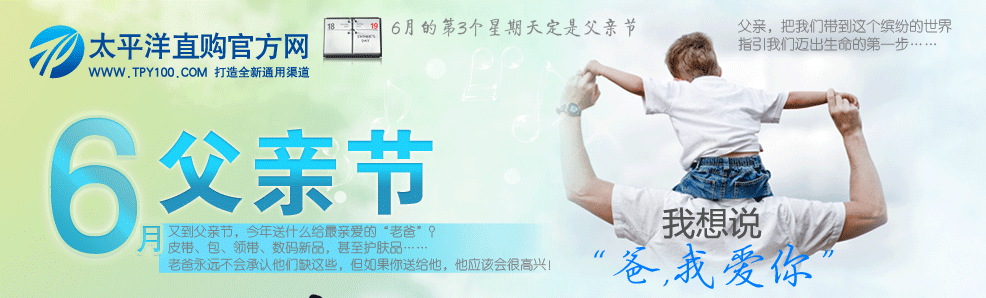 太平洋直购官方网
WWW.TPY100.COM 打造全新通用渠道
18 19
6月的第3个星期天定是父亲节
父亲，把我们带到这个缤纷的世界
指引我们迈出生命的第一步……
6月
父亲节
又到父亲节，今年送什么给最亲爱的“老爸”？
皮带、包、领带、数码新品，甚至护肤品……
老爸永远不会承认他们缺这些，但如果你送给他，他应该会很高兴！
我想说
“爸,我爱你”